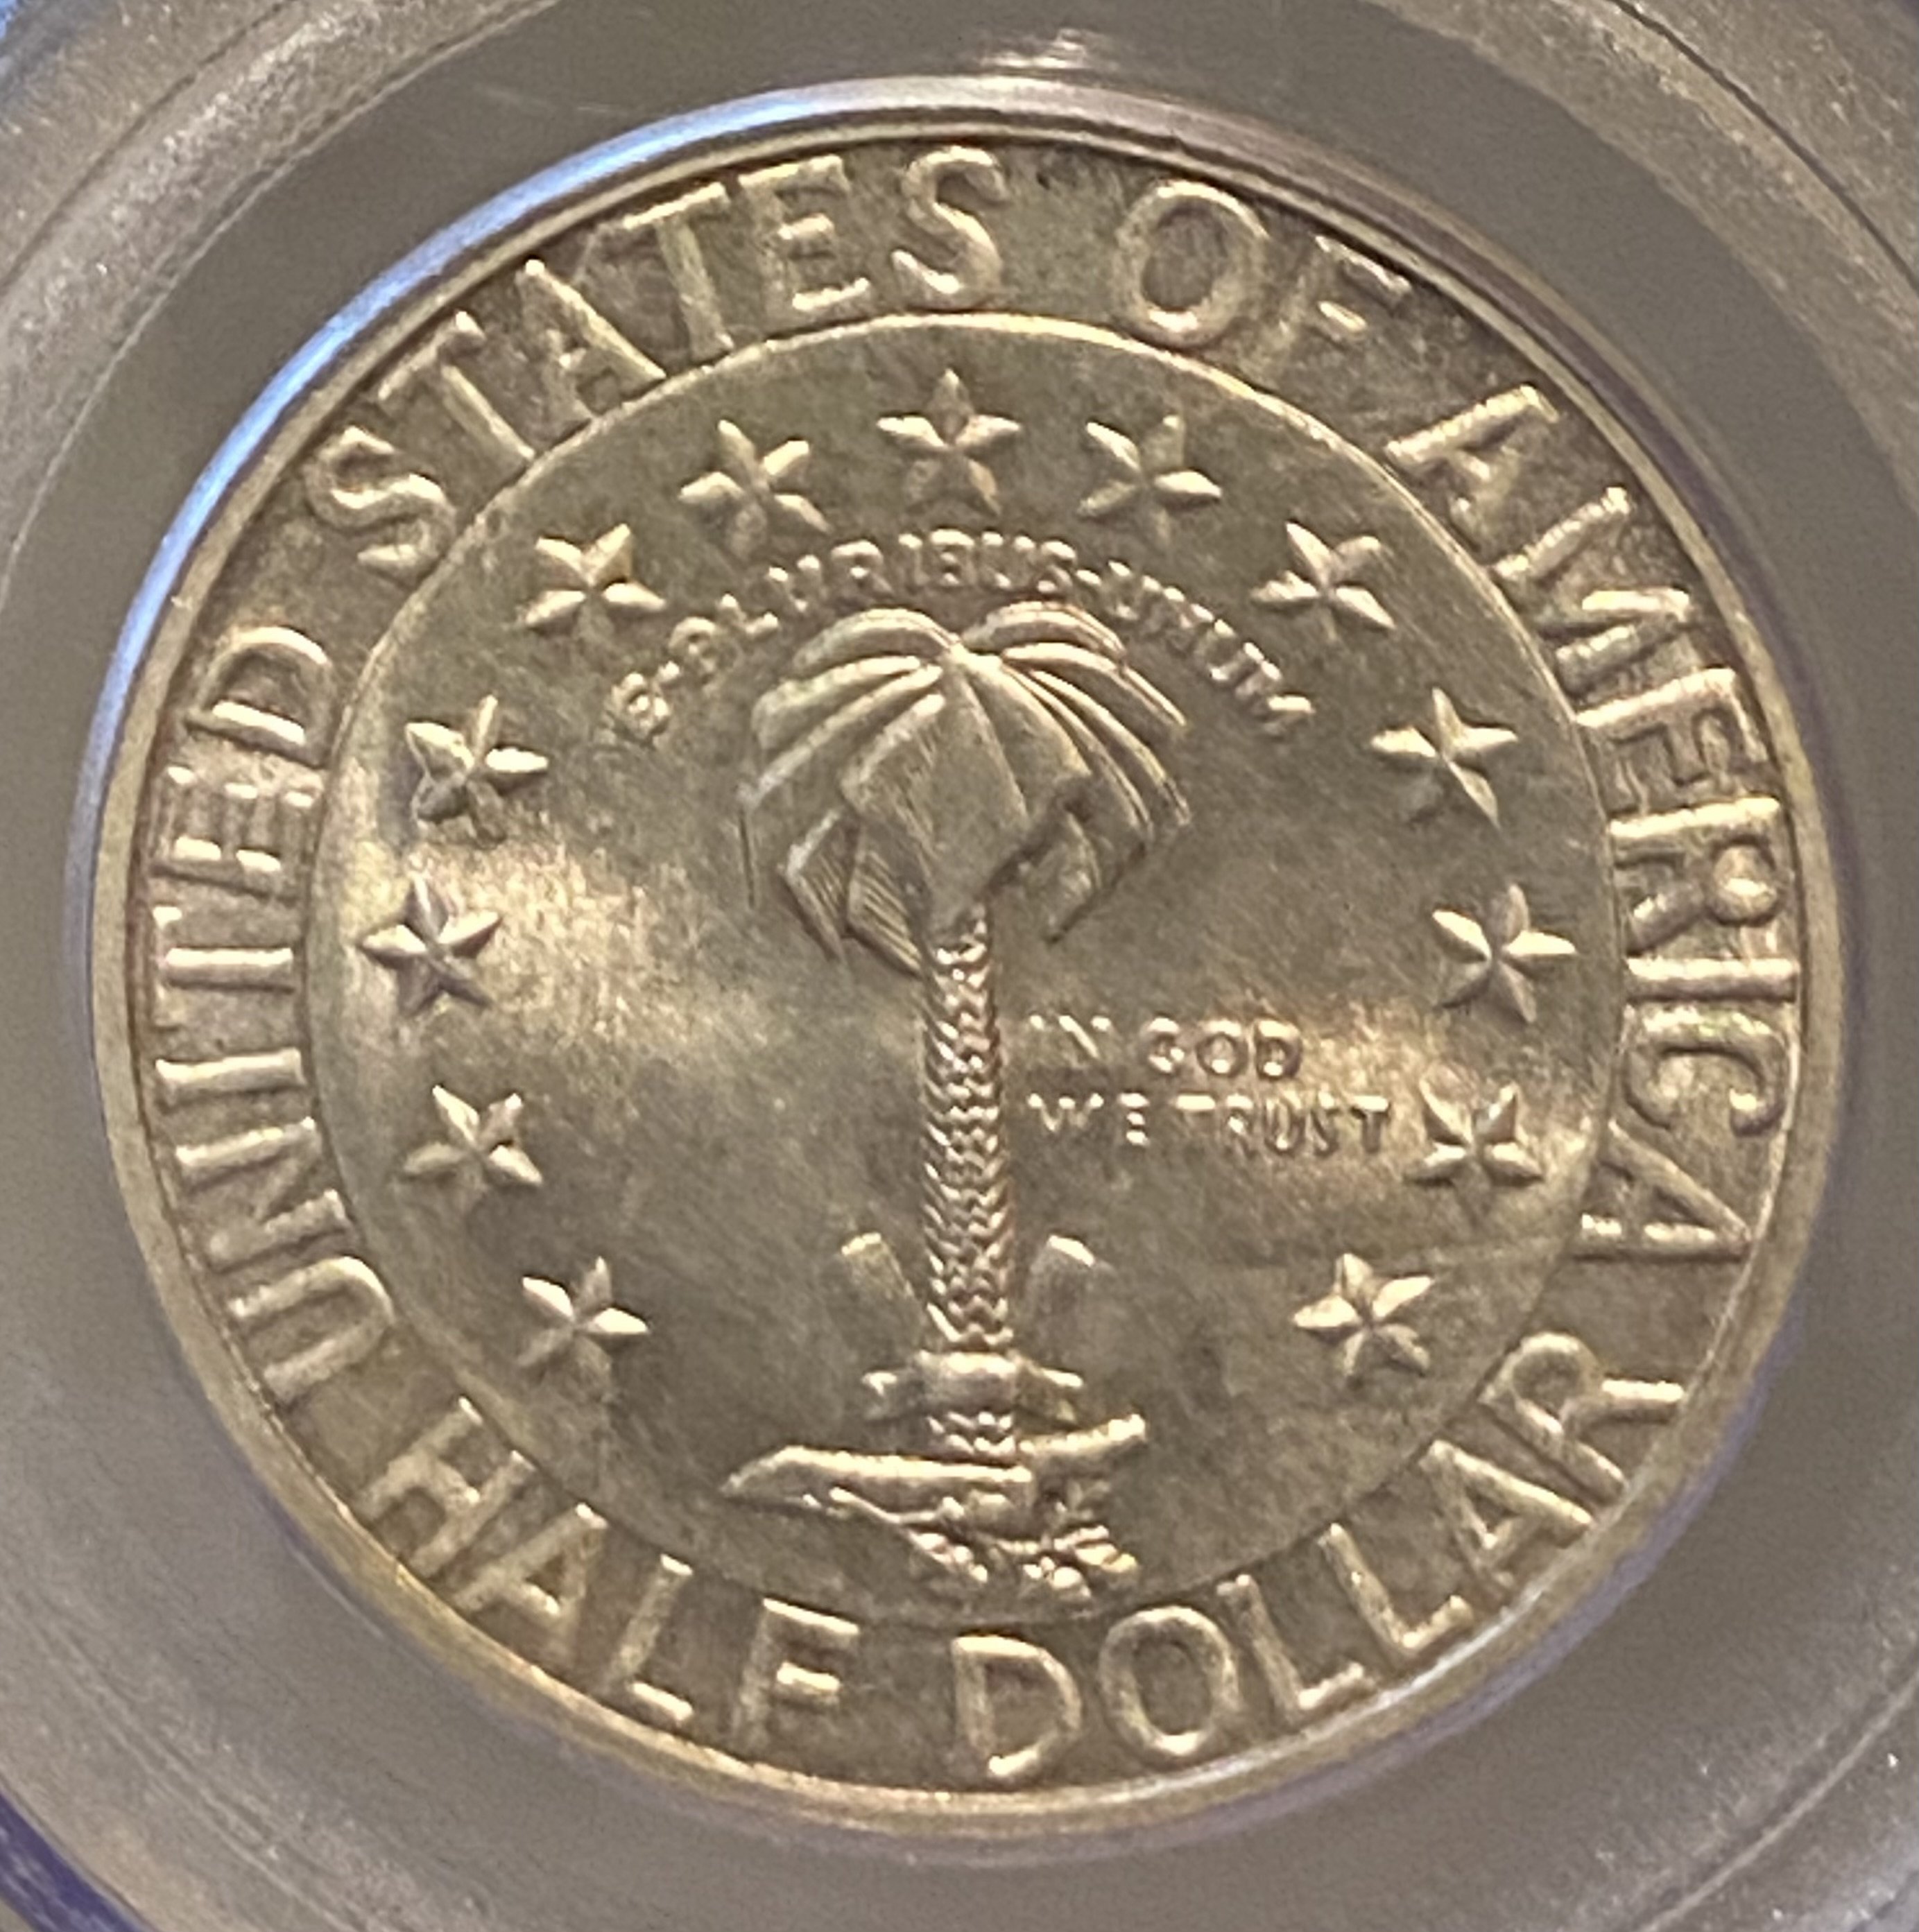 UNITED STATES OF AMERICA
E·PLURIBUS·UNUM
IN GOD
WE TRUST
HALF DOLLAR